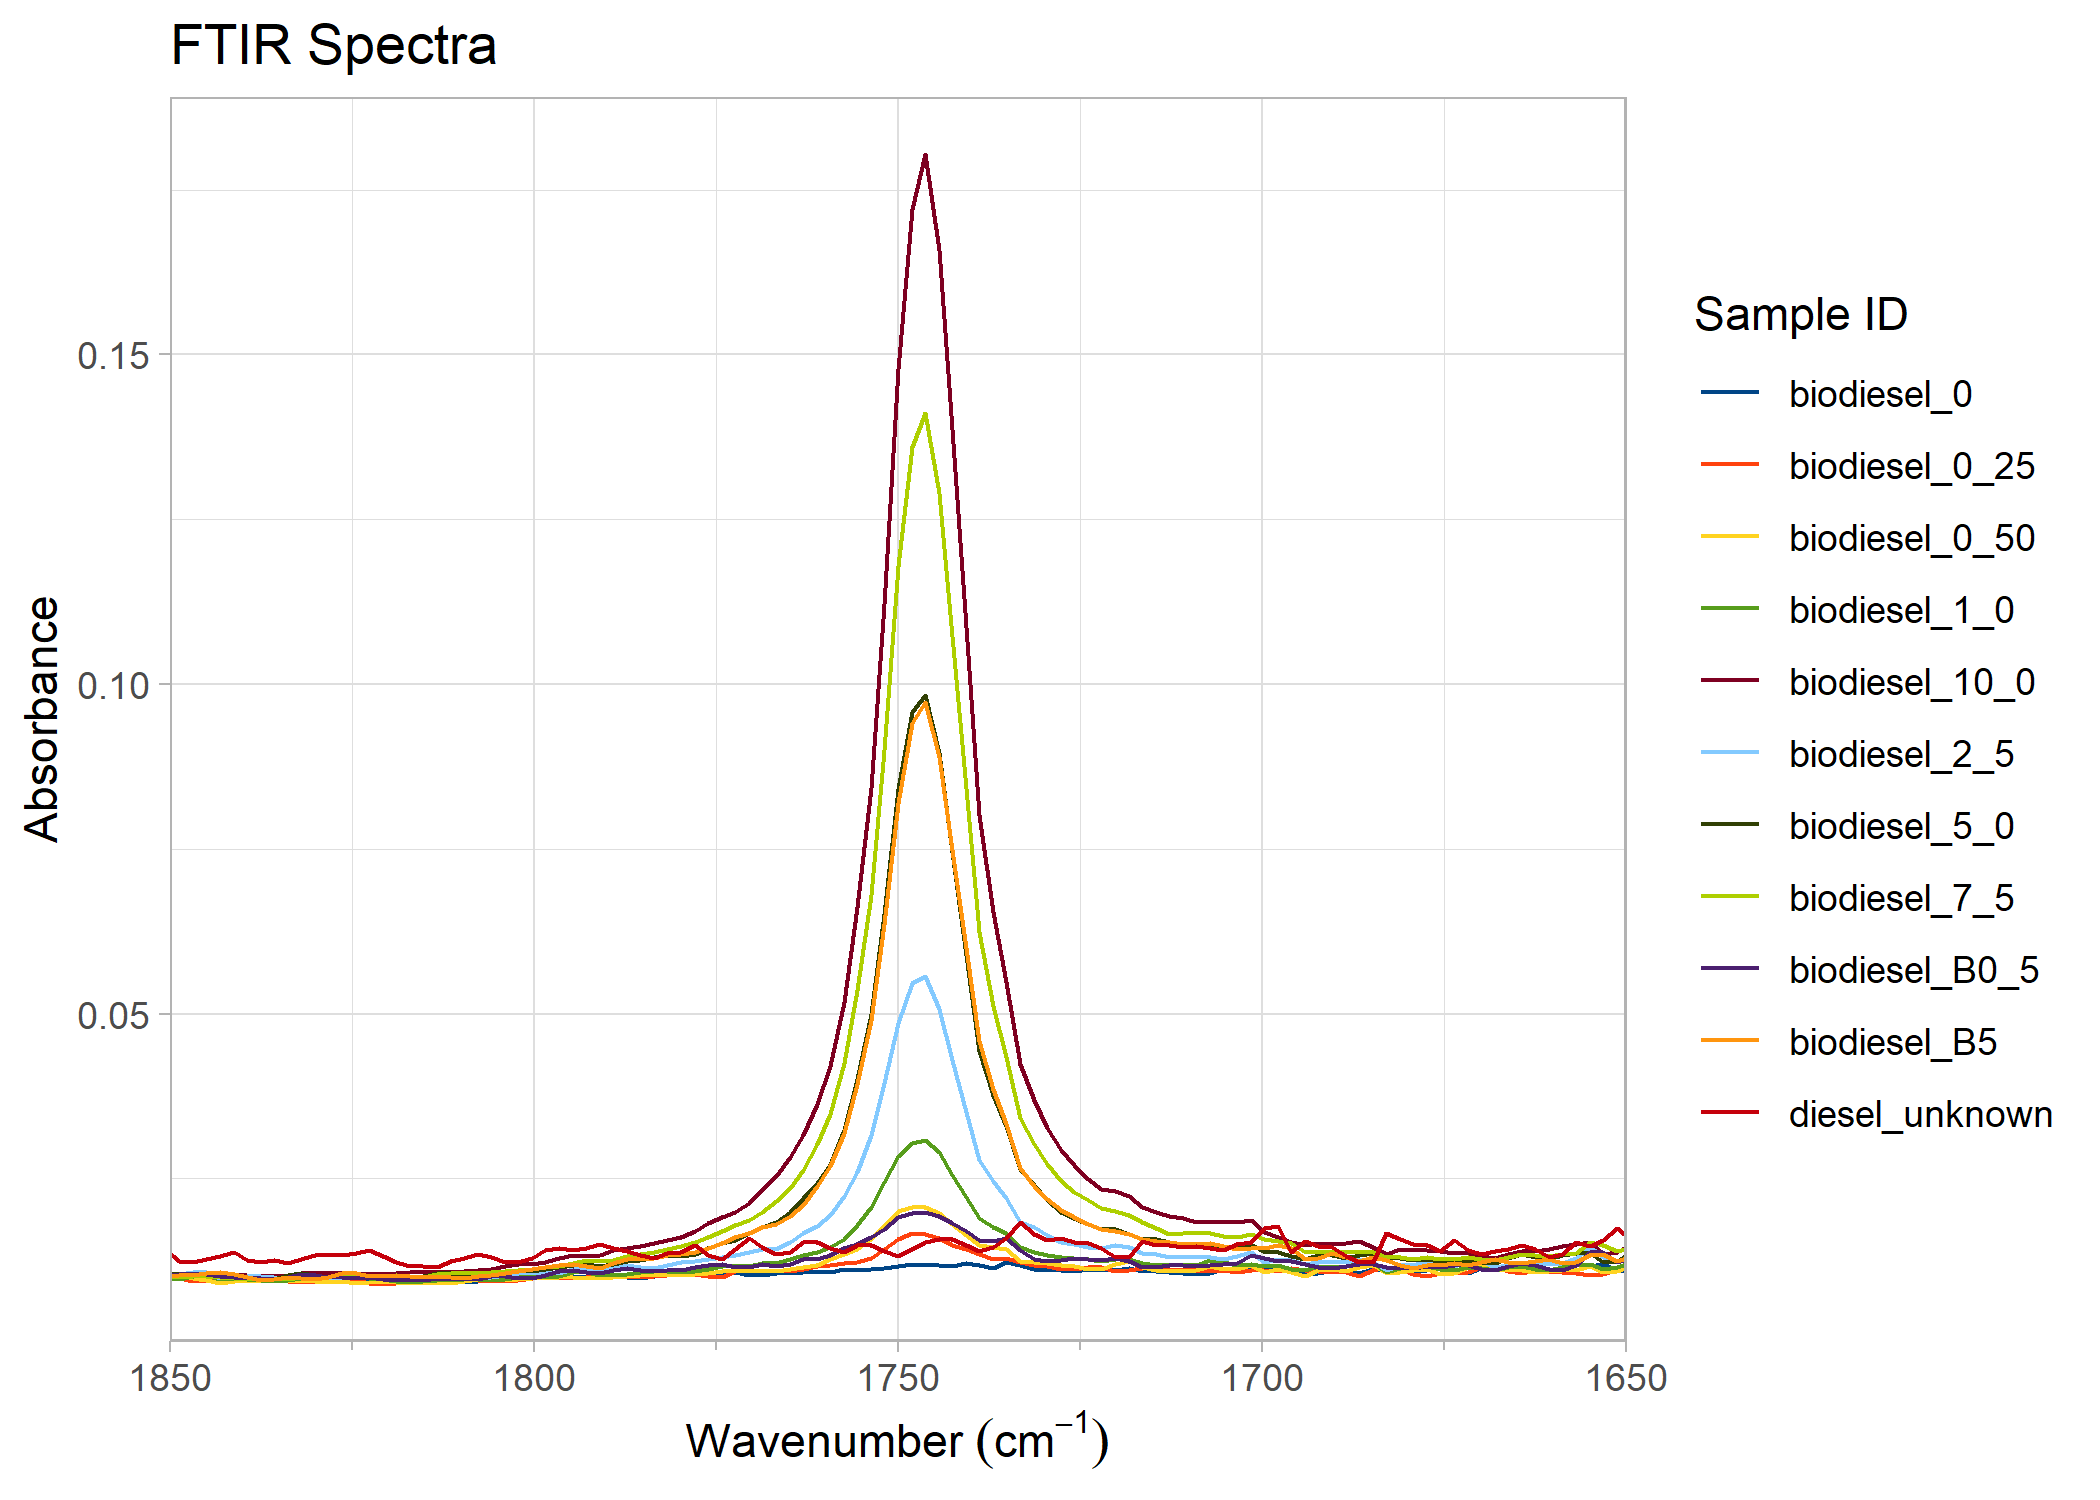 FTIR Spectra
0.15
0.10
0.05
Absorbance
1850 1800 1750 1700 1650
Wavenumber (cm⁻¹)
Sample ID
biodiesel_0
biodiesel_0_25
biodiesel_0_50
biodiesel_1_0
biodiesel_10_0
biodiesel_2_5
biodiesel_5_0
biodiesel_7_5
biodiesel_B0_5
biodiesel_B5
diesel_unknown